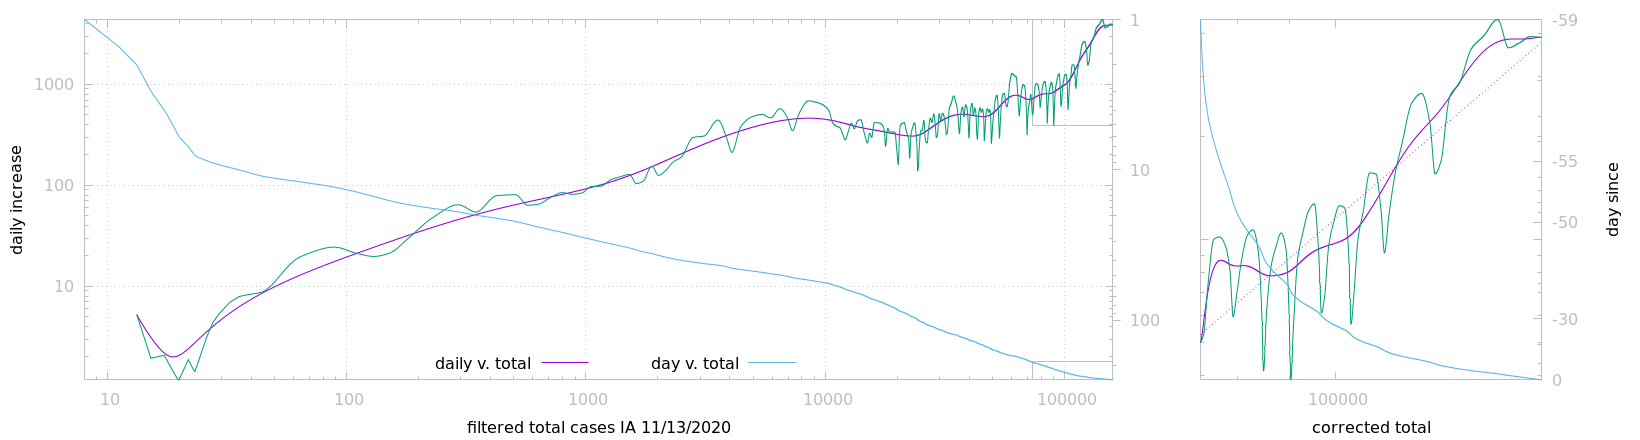 1
-59
1000
daily increase
10
-55
day since
100
-50
10
100
-30
daily v. total
day v. total
0
10
100
1000
10000
100000
100000
filtered total cases IA 11/13/2020
corrected total